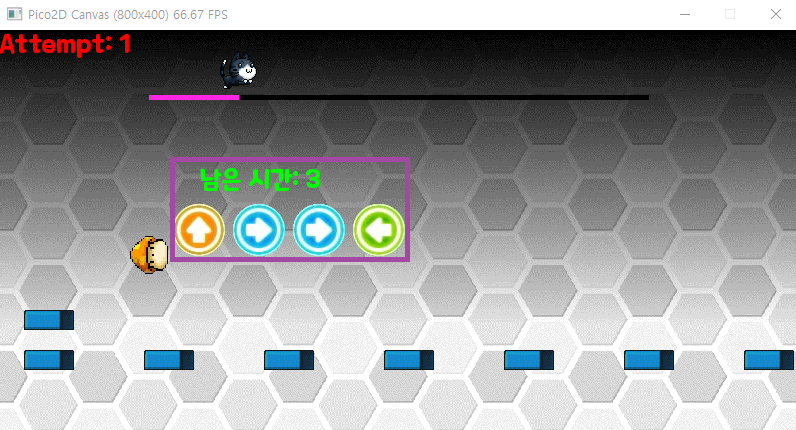 Pico2D Canvas (800x400) 66.67 FPS
Attempt: 1
남은 시간: 3